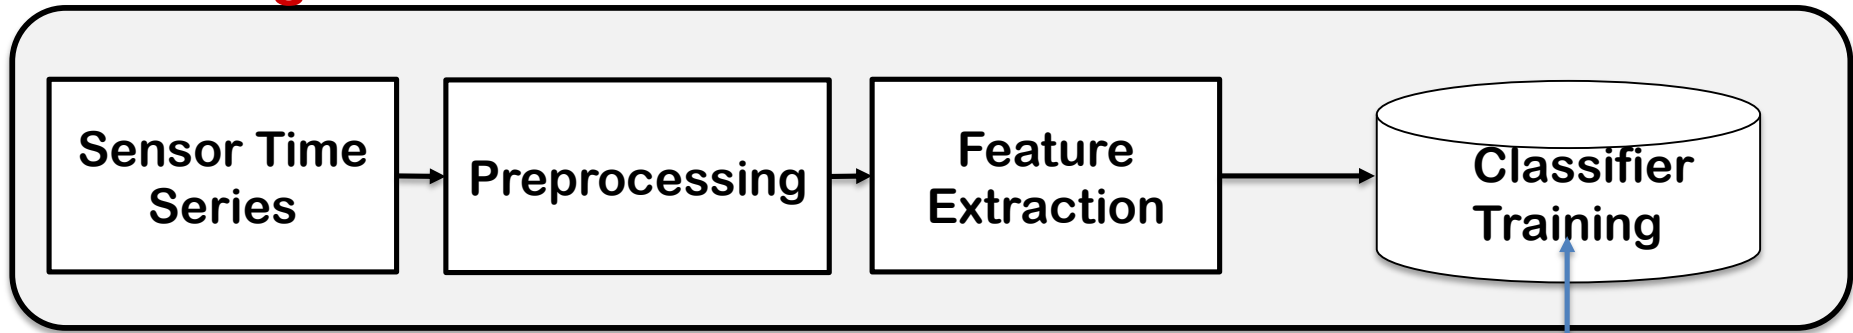 Sensor Time
Series
Preprocessing
Feature
Extraction
Classifier
Training